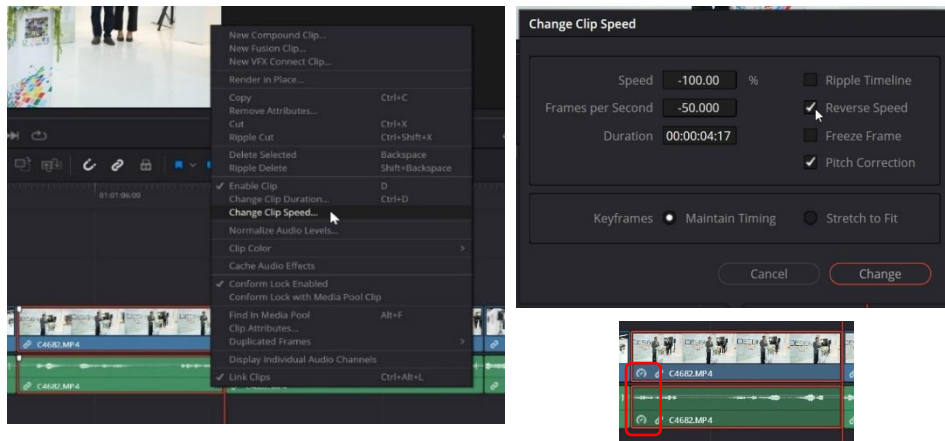 New Compound Clip...
New Fusion Clip...
New VFX Connect Clip...
Render in Place...
Copy Ctrl+C
Remove Attributes...
Cut Ctrl+X
Ripple Cut Ctrl+Shift+X
Delete Selected Backspace
Ripple Delete Shift+Backspace
Enable Clip D
Change Clip Duration... Ctrl+D
Change Clip Speed...
Normalize Audio Levels...
Clip Color >
Cache Audio Effects
Conform Lock Enabled
Conform Lock with Media Pool Clip
Find In Media Pool Alt+F
Clip Attributes...
Duplicated Frames >
Display Individual Audio Channels
Link Clips Ctrl+Alt+L
01:01:06:00
C4682.MP4
C4682.MP4
Change Clip Speed
Speed -100.00 % Ripple Timeline
Frames per Second -50.000 Reverse Speed
Duration 00:00:04:17 Freeze Frame
Pitch Correction
Keyframes Maintain Timing Stretch to Fit
Cancel Change
C4682.MP4
C4682.MP4